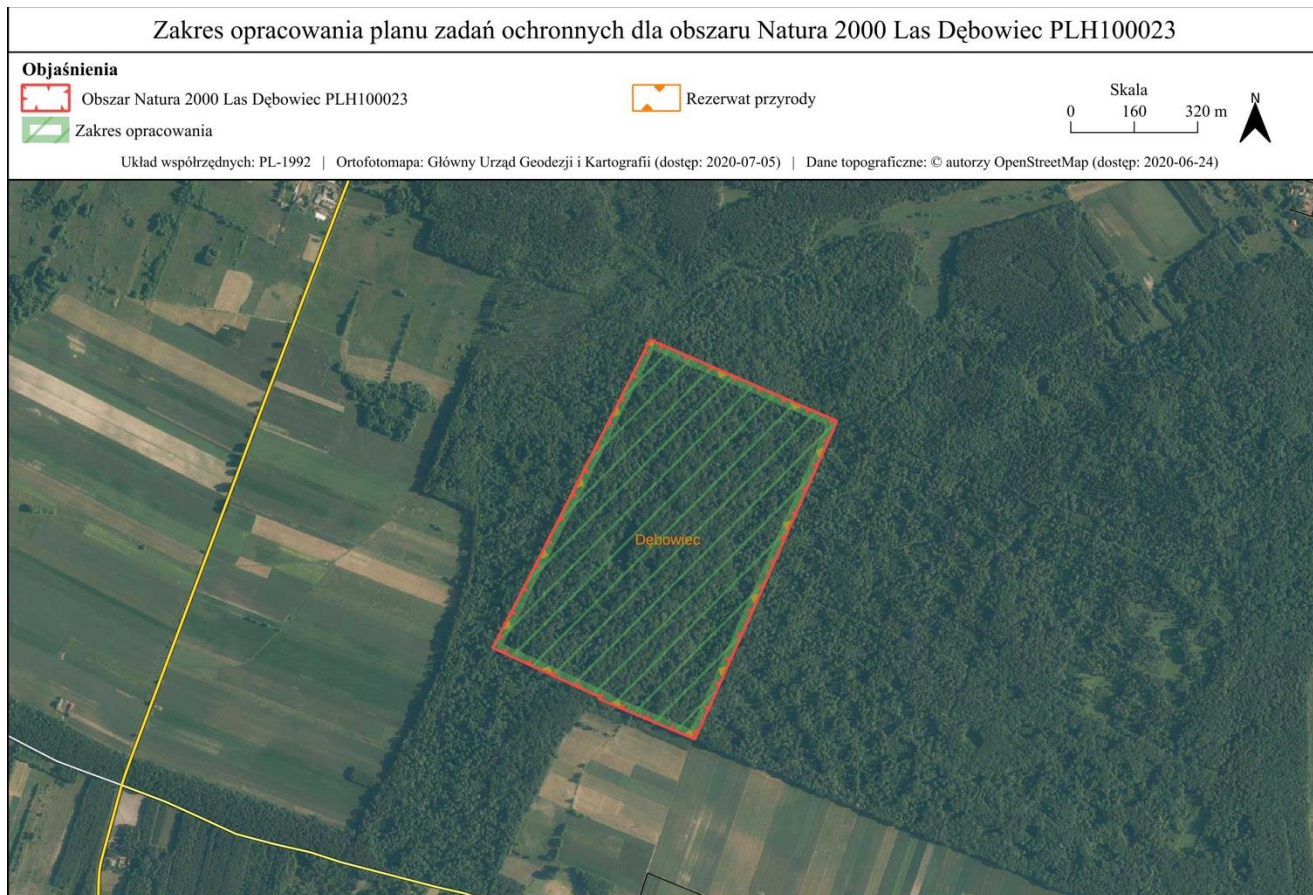 Zakres opracowania planu zadań ochronnych dla obszaru Natura 2000 Las Dębowiec PLH100023
Objaśnienia
Obszar Natura 2000 Las Dębowiec PLH100023
Zakres opracowania
Rezerwat przyrody
Skala
0 160 320 m
N
Układ współrzędnych: PL-1992 | Ortofotomapa: Główny Urząd Geodezji i Kartografii (dostęp: 2020-07-05) | Dane topograficzne: © autorzy OpenStreetMap (dostęp: 2020-06-24)
Dębowiec